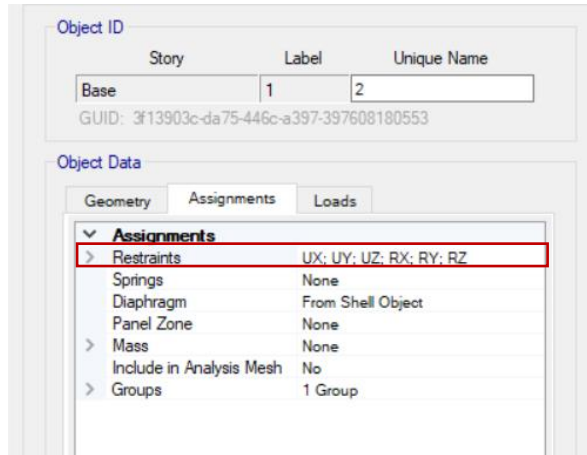 Object ID
Story Label Unique Name
Base 1 2
GUID: 3f13903c-da75-446c-a397-397608180553
Object Data
Geometry Assignments Loads
Assignments
Restraints UX; UY; UZ; RX; RY; RZ
Springs None
Diaphragm From Shell Object
Panel Zone None
Mass None
Include in Analysis Mesh No
Groups 1 Group